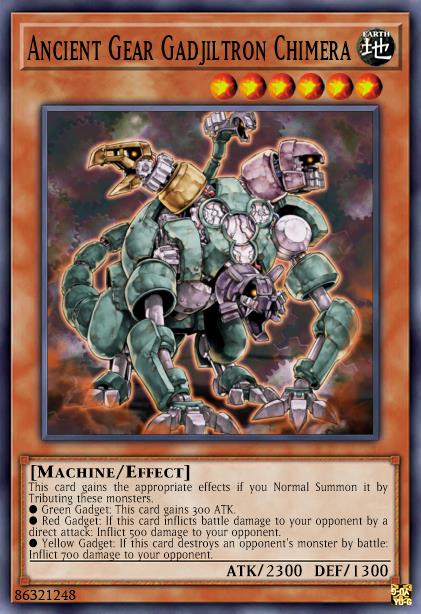 ANCIENT GEAR GADJILTRON CHIMERA
EARTH
地
[MACHINE/EFFECT]
This card gains the appropriate effects if you Normal Summon it by
Tributing these monsters.
● Green Gadget: This card gains 300 ATK.
● Red Gadget: If this card inflicts battle damage to your opponent by a
direct attack: Inflict 500 damage to your opponent.
● Yellow Gadget: If this card destroys an opponent's monster by battle:
Inflict 700 damage to your opponent.
ATK/2300 DEF/1300
86321248